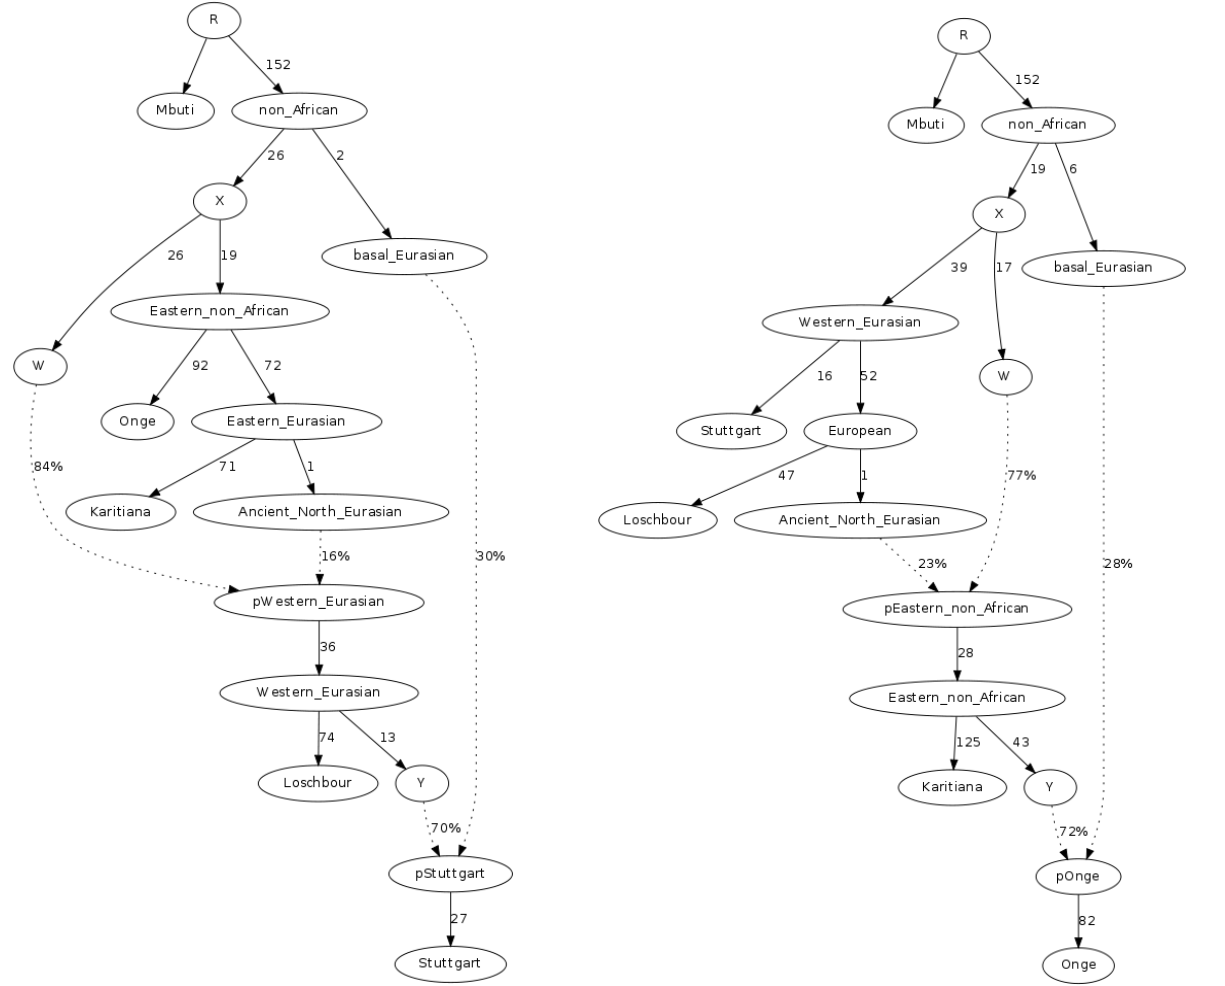 R
152
Mbuti
non_African
26
2
X
26
19
basal_Eurasian
Eastern_non_African
W
92
72
Onge
Eastern_Eurasian
84%
71
1
Karitiana
Ancient_North_Eurasian
16%
30%
pWestern_Eurasian
36
Western_Eurasian
74
13
Loschbour
Y
70%
pStuttgart
27
Stuttgart
R
152
Mbuti
non_African
19
6
X
39
17
basal_Eurasian
Western_Eurasian
W
16
52
Stuttgart
European
47
1
77%
Loschbour
Ancient_North_Eurasian
23%
28%
pEastern_non_African
28
Eastern_non_African
125
43
Karitiana
Y
72%
pOnge
82
Onge